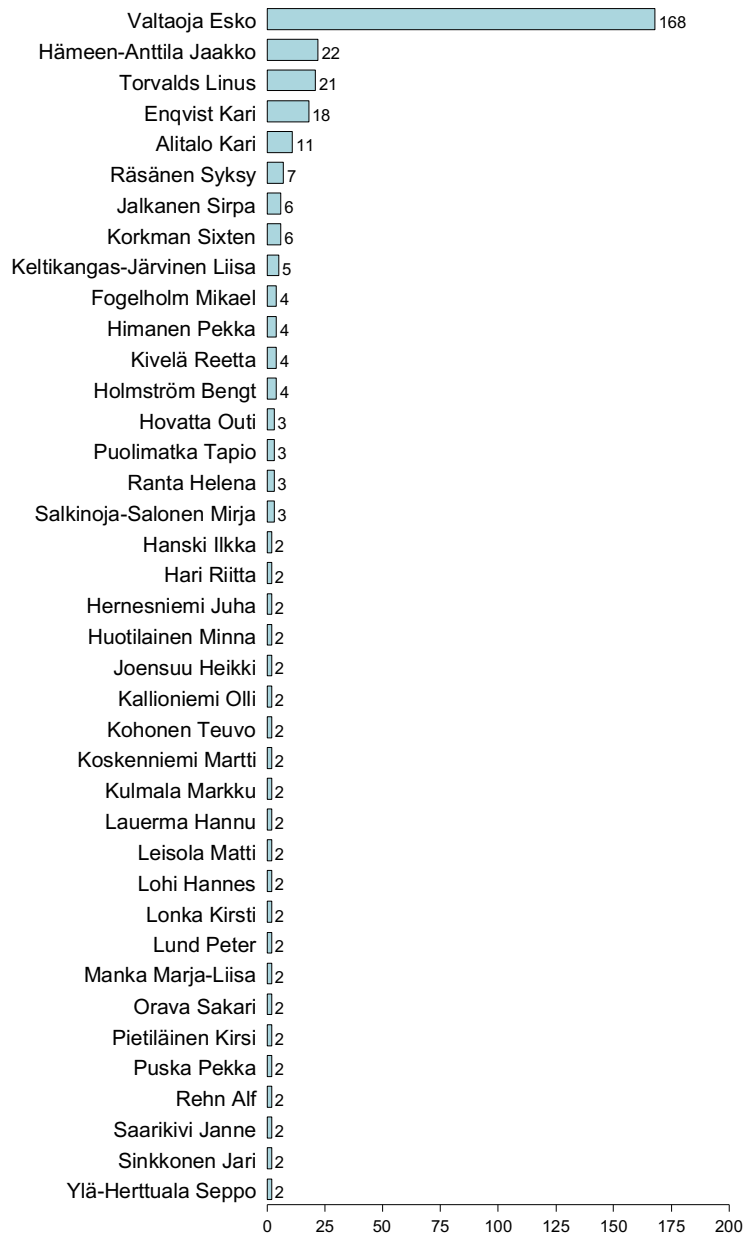 Valtaoja Esko 168
Hämeen-Anttila Jaakko 22
Torvalds Linus 21
Enqvist Kari 18
Alitalo Kari 11
Räsänen Syksy 7
Jalkanen Sirpa 6
Korkman Sixten 6
Keltikangas-Järvinen Liisa 5
Fogelholm Mikael 4
Himanen Pekka 4
Kivelä Reetta 4
Holmström Bengt 4
Hovatta Outi 3
Puolimatka Tapio 3
Ranta Helena 3
Salkinoja-Salonen Mirja 3
Hanski Ilkka 2
Hari Riitta 2
Hernesniemi Juha 2
Huotilainen Minna 2
Joensuu Heikki 2
Kallioniemi Olli 2
Kohonen Teuvo 2
Koskenniemi Martti 2
Kulmala Markku 2
Lauerma Hannu 2
Leisola Matti 2
Lohi Hannes 2
Lonka Kirsti 2
Lund Peter 2
Manka Marja-Liisa 2
Orava Sakari 2
Pietiläinen Kirsi 2
Puska Pekka 2
Rehn Alf 2
Saarikivi Janne 2
Sinkkonen Jari 2
Ylä-Herttuala Seppo 2
0 25 50 75 100 125 150 175 200